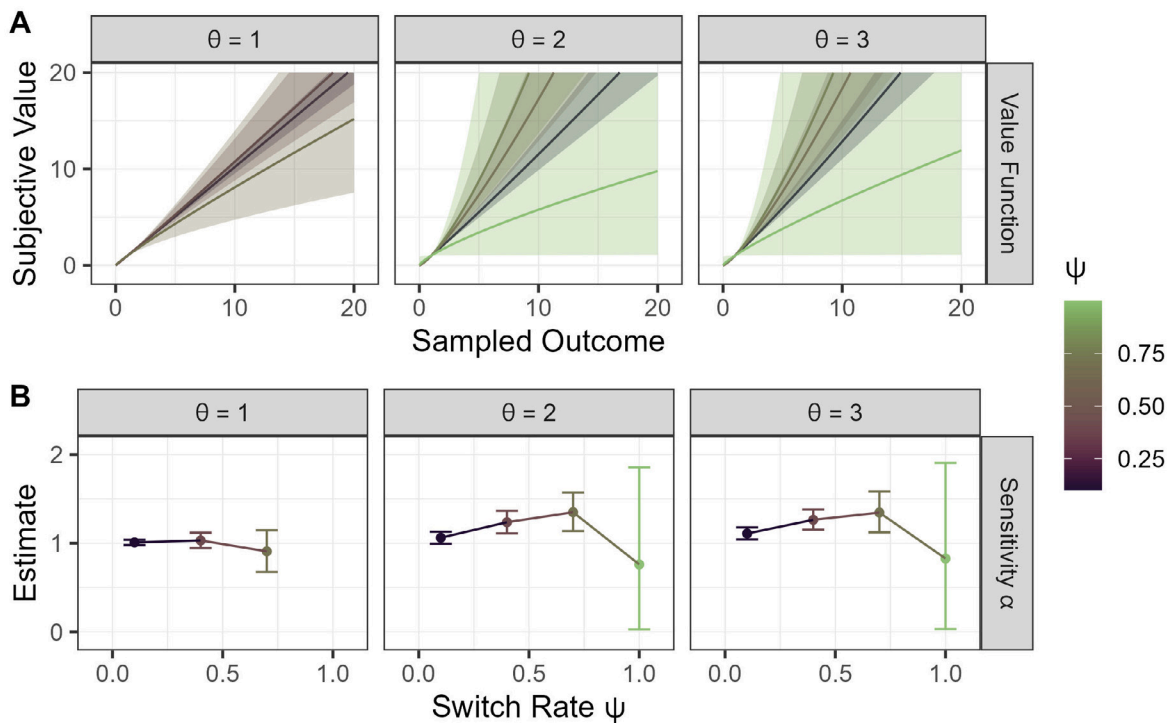 A
θ = 1
θ = 2
θ = 3
Subjective Value
20
10
0
0
10
20
0
10
20
0
10
20
Sampled Outcome
Value Function
ψ
0.75
0.50
0.25
B
θ = 1
θ = 2
θ = 3
Estimate
2
1
0
0.0
0.5
1.0
0.0
0.5
1.0
0.0
0.5
1.0
Switch Rate ψ
Sensitivity α